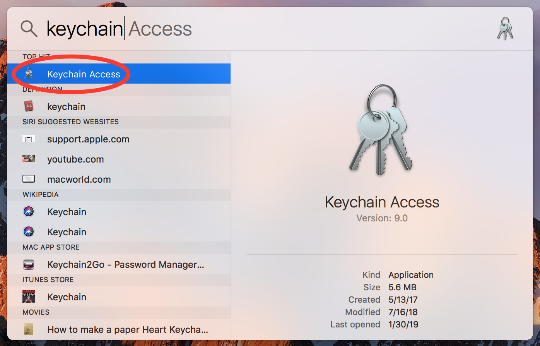 keychain Access
TOP HIT
Keychain Access
DEFINITION
keychain
SIRI SUGGESTED WEBSITES
support.apple.com
youtube.com
macworld.com
WIKIPEDIA
Keychain
Keychain
MAC APP STORE
Keychain2Go - Password Manager...
ITUNES STORE
Keychain
MOVIES
How to make a paper Heart Keycha...
Keychain Access
Version: 9.0
Kind Application
Size 5.6 MB
Created 5/13/17
Modified 7/16/18
Last opened 1/30/19